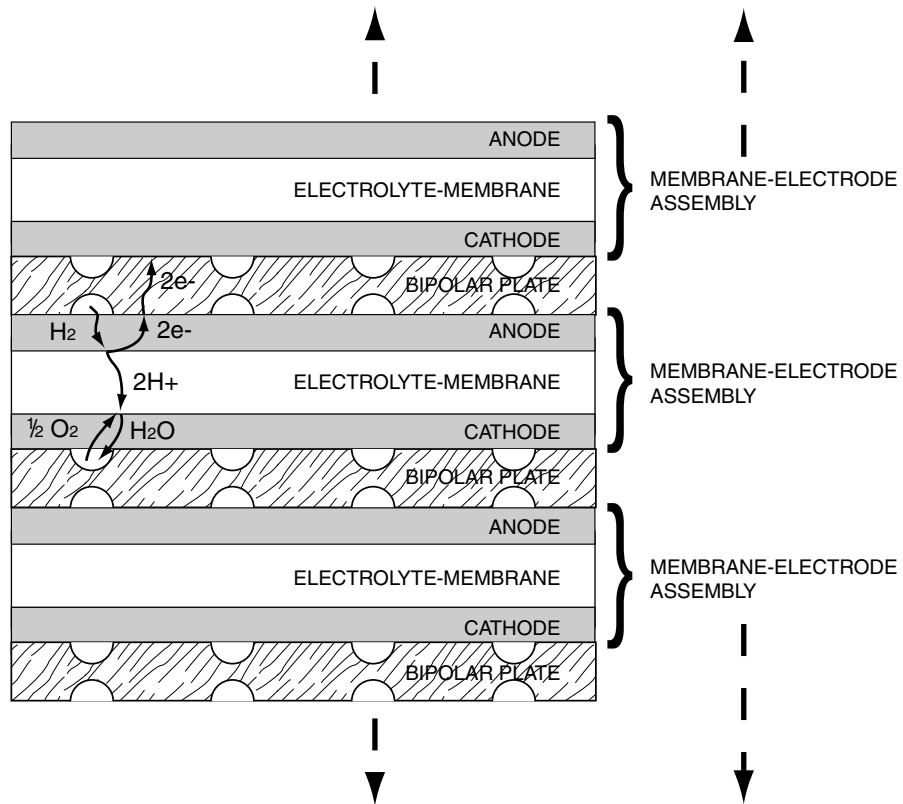 ANODE
ELECTROLYTE-MEMBRANE
MEMBRANE-ELECTRODE
ASSEMBLY
CATHODE
2e-
BIPOLAR PLATE
H2
2e-
ANODE
2H+
ELECTROLYTE-MEMBRANE
MEMBRANE-ELECTRODE
ASSEMBLY
½ O2
H2O
CATHODE
BIPOLAR PLATE
ANODE
ELECTROLYTE-MEMBRANE
MEMBRANE-ELECTRODE
ASSEMBLY
CATHODE
BIPOLAR PLATE